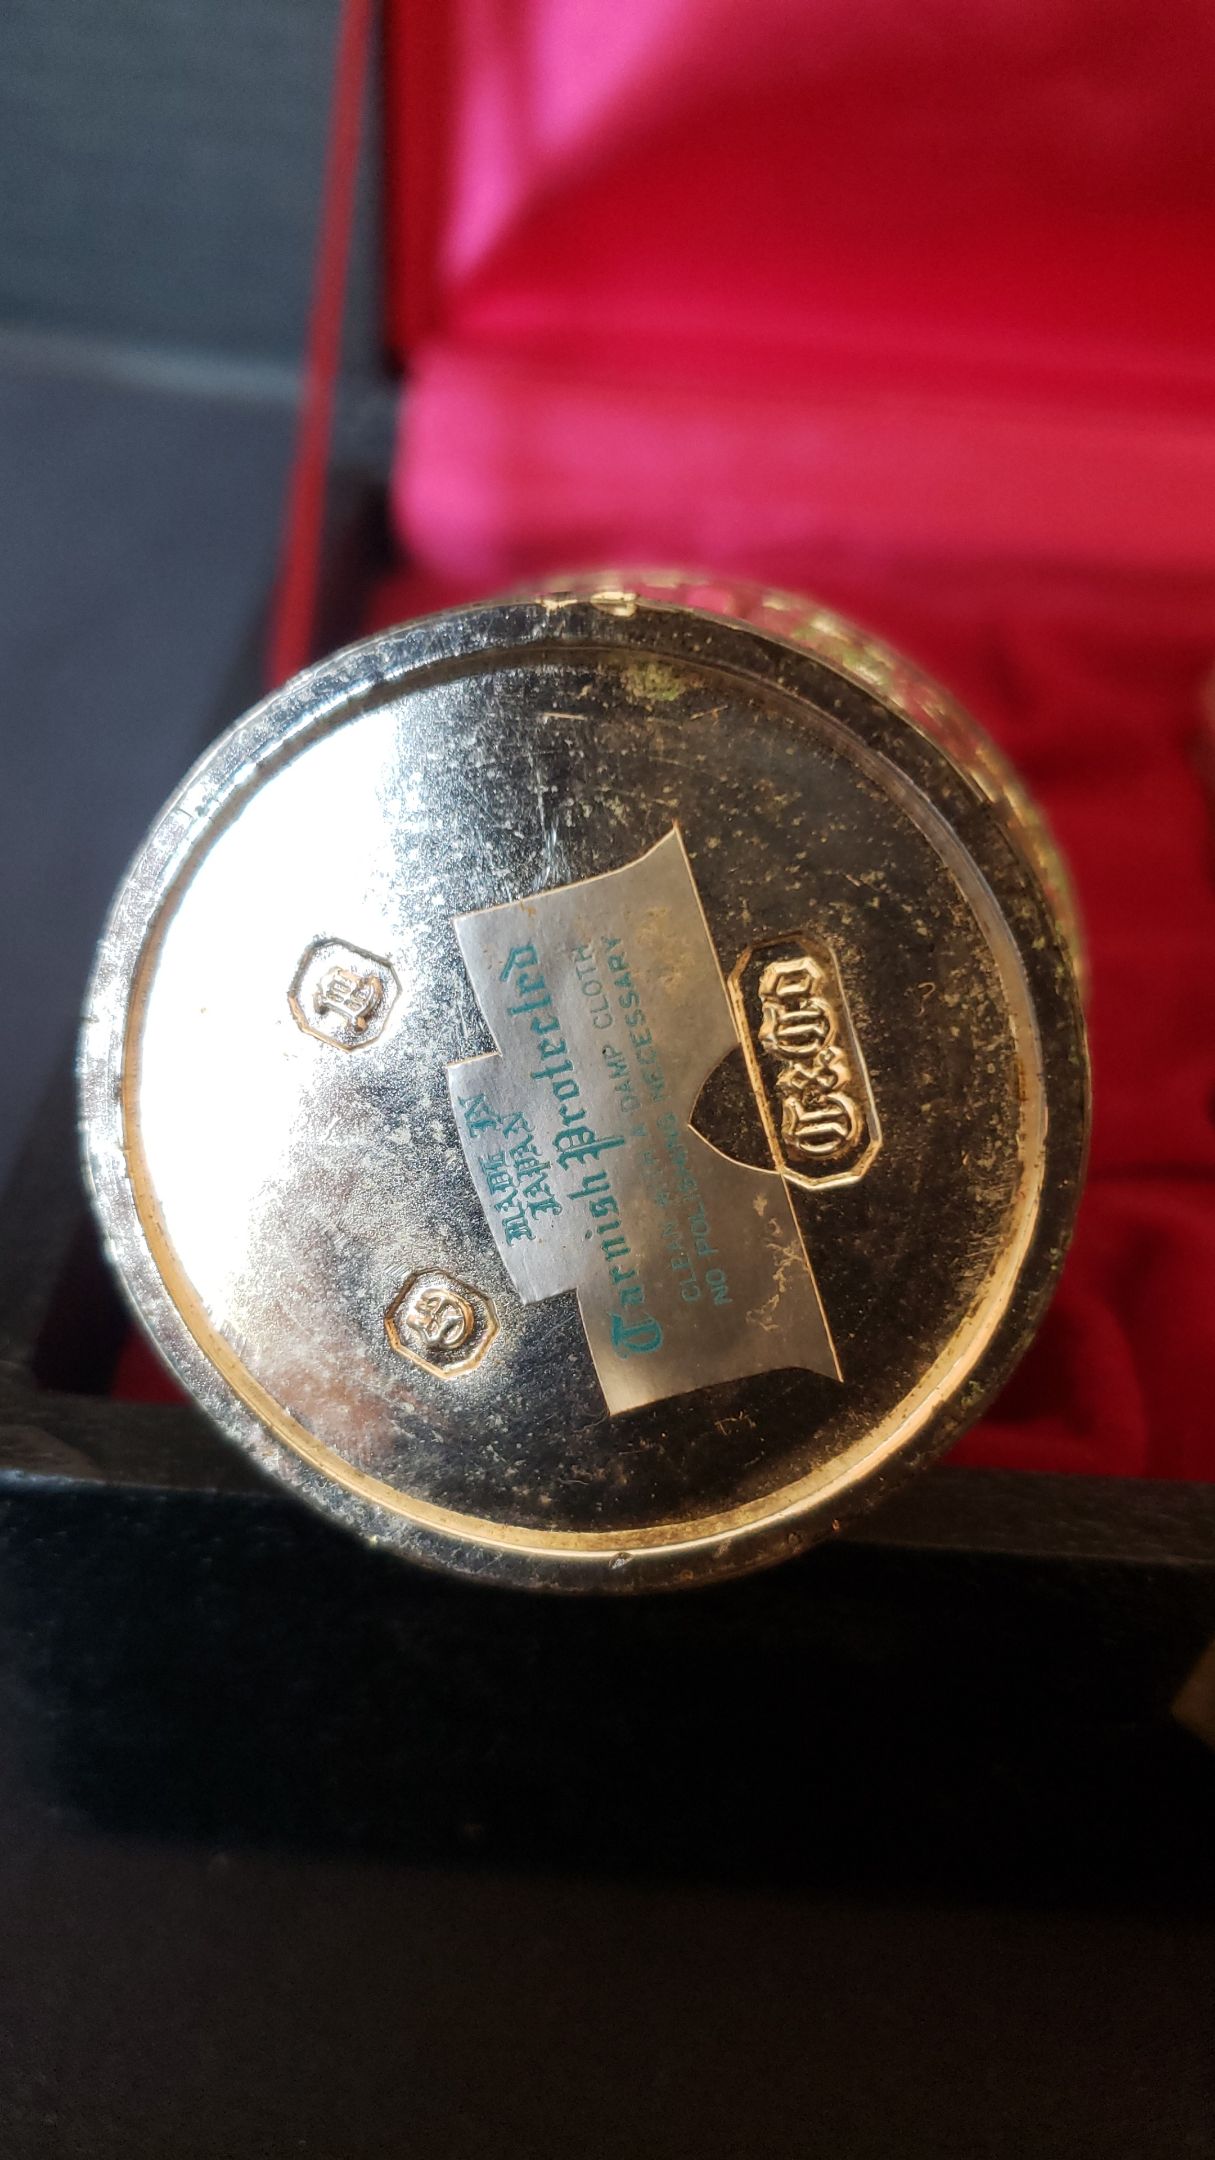 S
MADE IN
JAPAN
Tarnish Protected
CLEAN WITH A DAMP CLOTH
NO POLISHING NECESSARY